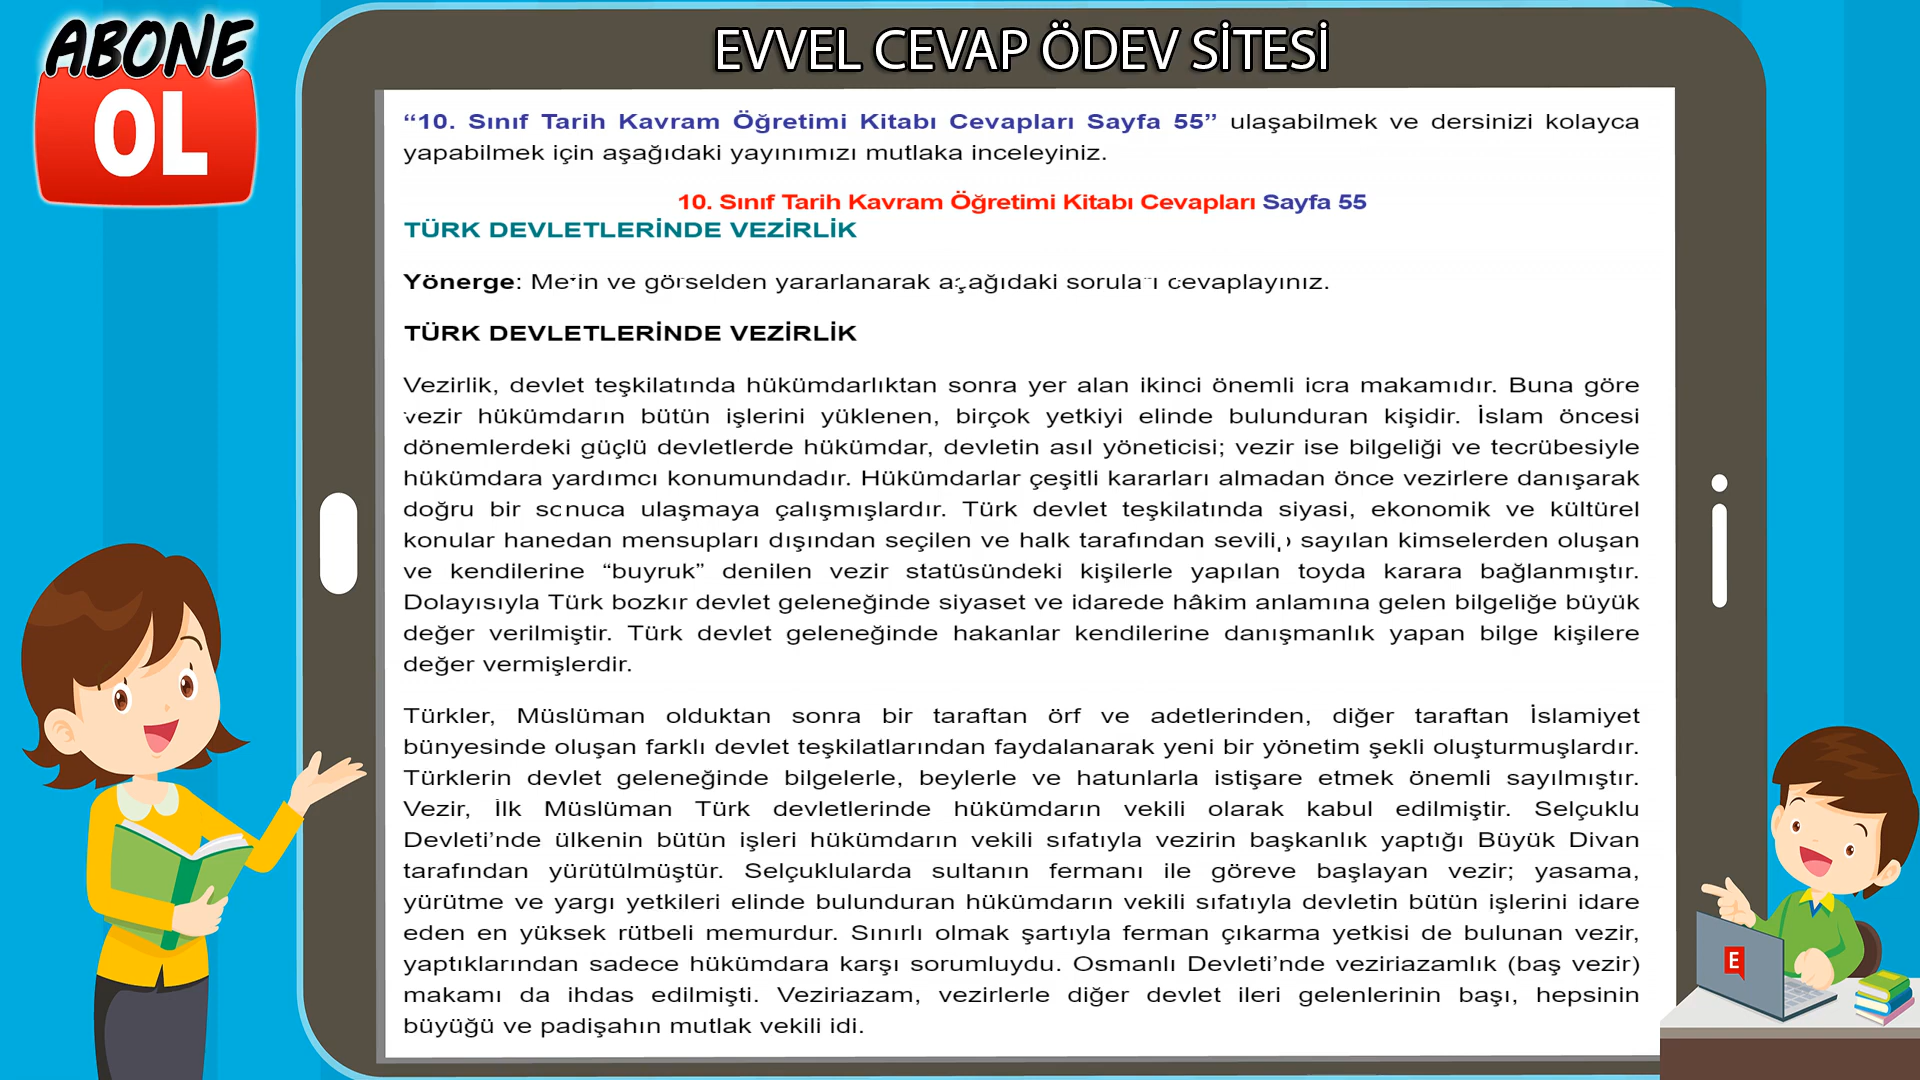 ABONE
OL
EVVEL CEVAP ÖDEV SİTESİ
“10. Sınıf Tarih Kavram Öğretimi Kitabı Cevapları Sayfa 55” ulaşabilmek ve dersinizi kolayca
yapabilmek için aşağıdaki yayınımızı mutlaka inceleyiniz.
10. Sınıf Tarih Kavram Öğretimi Kitabı Cevapları Sayfa 55
TÜRK DEVLETLERİNDE VEZİRLİK
Yönerge: Metin ve görselden yararlanarak aşağıdaki soruları cevaplayınız.
TÜRK DEVLETLERİNDE VEZİRLİK
Vezirlik, devlet teşkilatında hükümdarlıktan sonra yer alan ikinci önemli icra makamıdır. Buna göre
vezir hükümdarın bütün işlerini yüklenen, birçok yetkiyi elinde bulunduran kişidir. İslam öncesi
dönemlerdeki güçlü devletlerde hükümdar, devletin asıl yöneticisi; vezir ise bilgeliği ve tecrübesiyle
hükümdara yardımcı konumundadır. Hükümdarlar çeşitli kararları almadan önce vezirlere danışarak
doğru bir sonuca ulaşmaya çalışmışlardır. Türk devlet teşkilatında siyasi, ekonomik ve kültürel
konular hanedan mensupları dışından seçilen ve halk tarafından sevilip sayılan kimselerden oluşan
ve kendilerine “buyruk” denilen vezir statüsündeki kişilerle yapılan toyda karara bağlanmıştır.
Dolayısıyla Türk bozkır devlet geleneğinde siyaset ve idarede hâkim anlamına gelen bilgeliğe büyük
değer verilmiştir. Türk devlet geleneğinde hakanlar kendilerine danışmanlık yapan bilge kişilere
değer vermişlerdir.
Türkler, Müslüman olduktan sonra bir taraftan örf ve adetlerinden, diğer taraftan İslamiyet
bünyesinde oluşan farklı devlet teşkilatlarından faydalanarak yeni bir yönetim şekli oluşturmuşlardır.
Türklerin devlet geleneğinde bilgelerle, beylerle ve hatunlarla istişare etmek önemli sayılmıştır.
Vezir, İlk Müslüman Türk devletlerinde hükümdarın vekili olarak kabul edilmiştir. Selçuklu
Devleti’nde ülkenin bütün işleri hükümdarın vekili sıfatıyla vezirin başkanlık yaptığı Büyük Divan
tarafından yürütülmüştür. Selçuklularda sultanın fermanı ile göreve başlayan vezir; yasama,
yürütme ve yargı yetkileri elinde bulunduran hükümdarın vekili sıfatıyla devletin bütün işlerini idare
eden en yüksek rütbeli memurdur. Sınırlı olmak şartıyla ferman çıkarma yetkisi de bulunan vezir,
yaptıklarından sadece hükümdara karşı sorumluydu. Osmanlı Devleti’nde veziriazamlık (baş vezir)
makamı da ihdas edilmişti. Veziriazam, vezirlerle diğer devlet ileri gelenlerinin başı, hepsinin
büyüğü ve padişahın mutlak vekili idi.
E